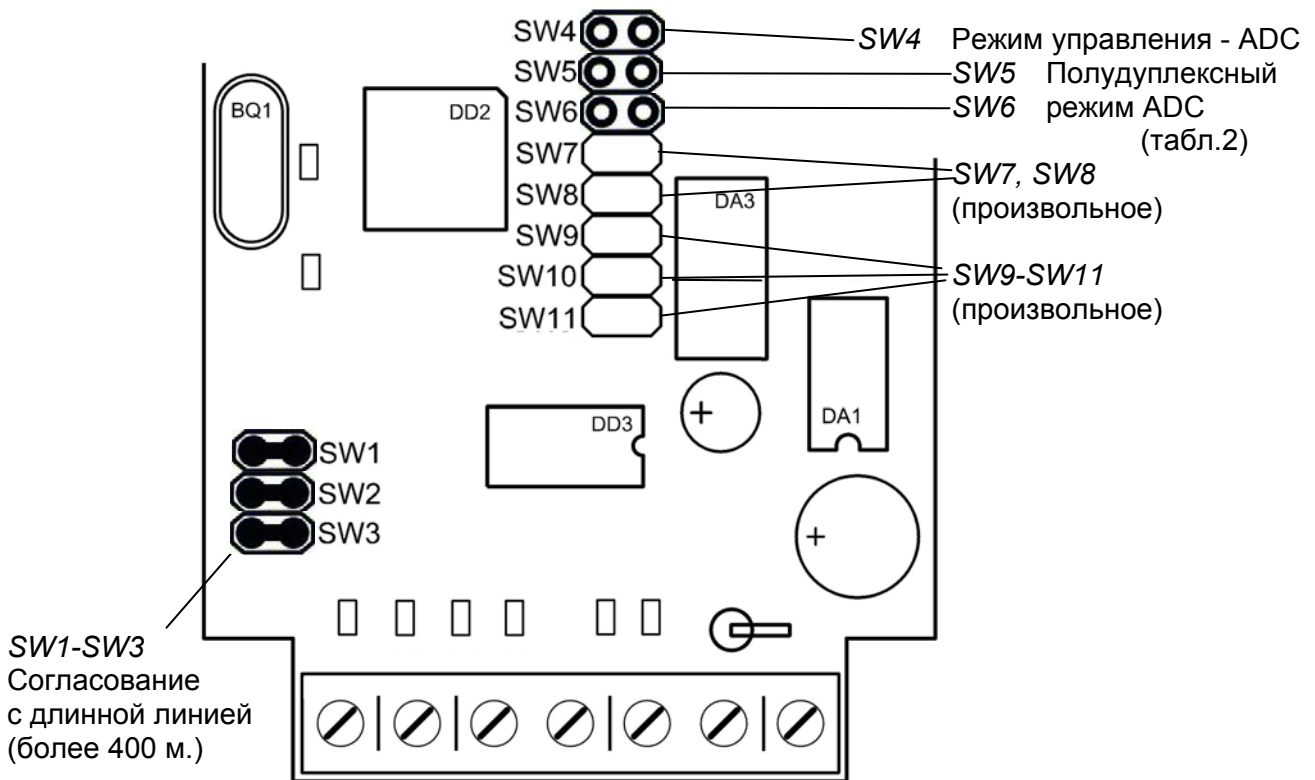 SW4
SW4 Режим управления - ADC
SW5
SW5 Полудуплексный
SW6
SW6 режим ADC
(табл.2)
BQ1
DD2
SW7
SW8
SW7, SW8
(произвольное)
DA3
SW9
SW10
SW11
SW9-SW11
(произвольное)
DD3
+
DA1
SW1
SW2
SW3
+
SW1-SW3
Согласование
с длинной линией
(более 400 м.)